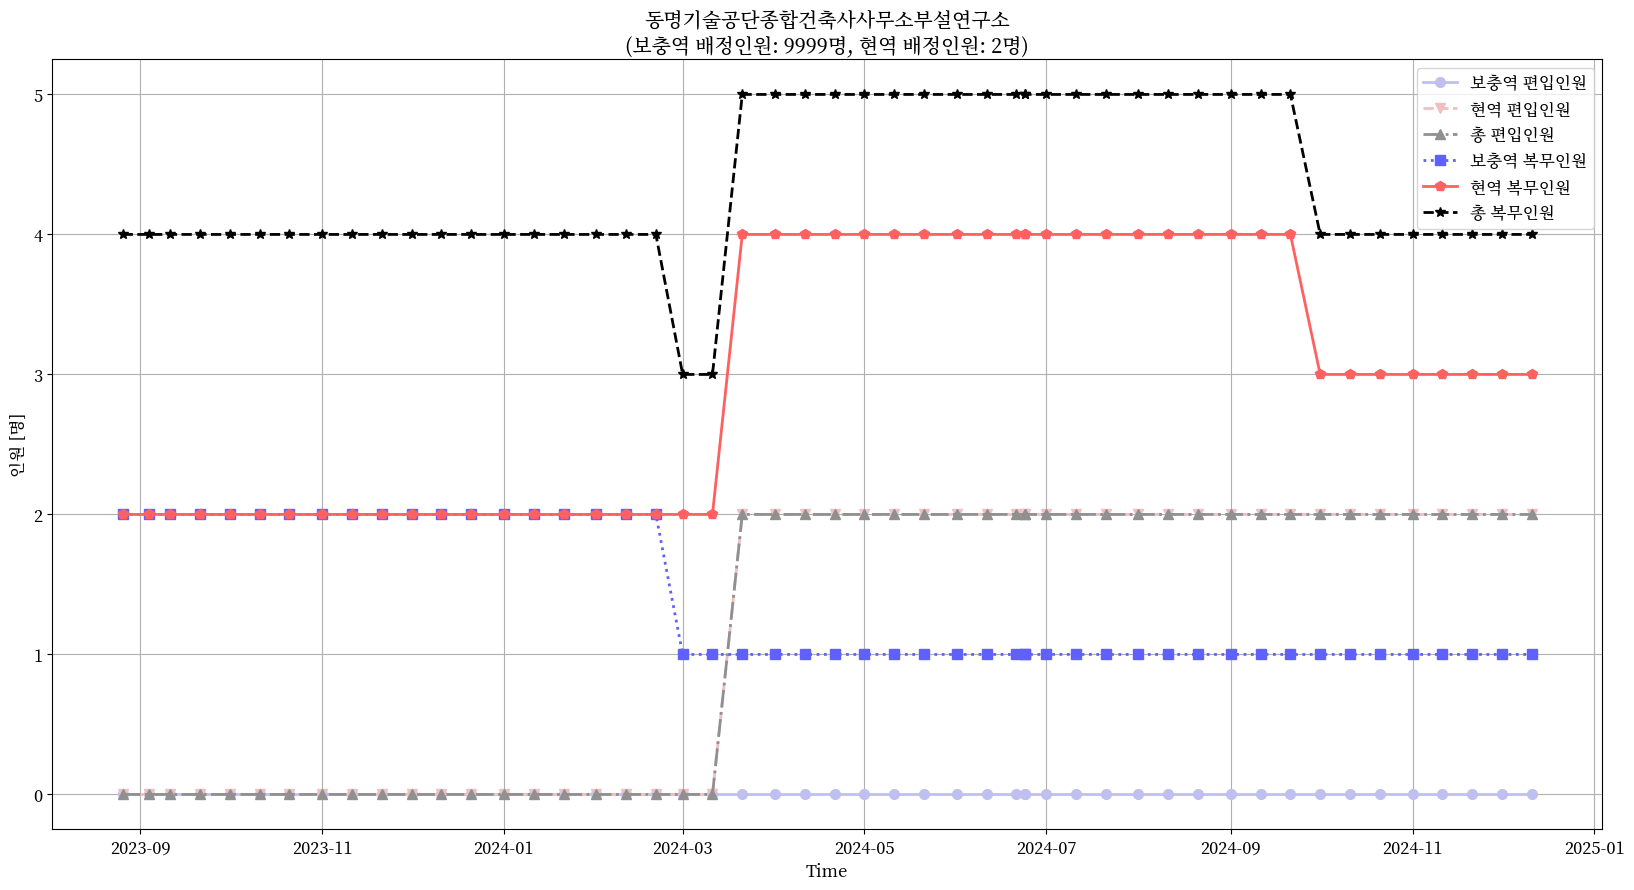 동명기술공단종합건축사사무소부설연구소
(보충역 배정인원: 9999명, 현역 배정인원: 2명)
보충역 편입인원
현역 편입인원
총 편입인원
보충역 복무인원
현역 복무인원
총 복무인원
인원 [명]
5
4
3
2
1
0
2023-09
2023-11
2024-01
2024-03
2024-05
2024-07
2024-09
2024-11
2025-01
Time